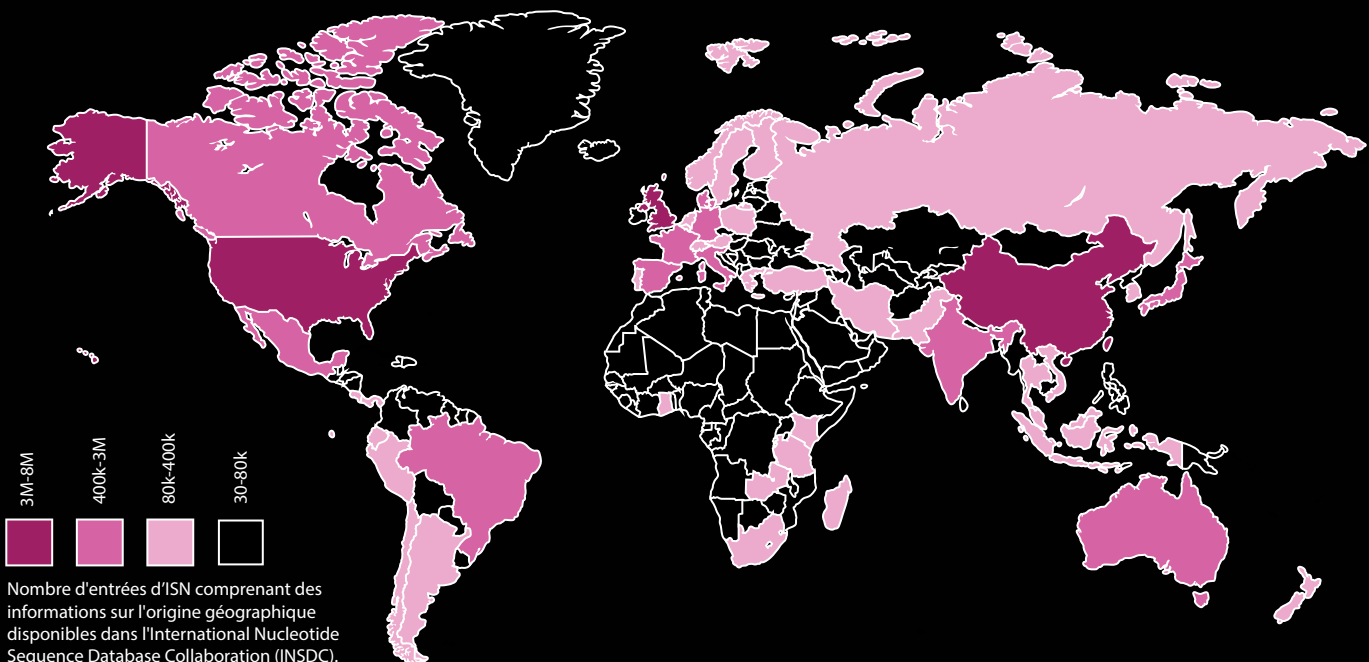 3M-8M
400k-3M
80k-400k
30-80k
Nombre d'entrées d’ISN comprenant des
informations sur l'origine géographique
disponibles dans l'International Nucleotide
Sequence Database Collaboration (INSDC).